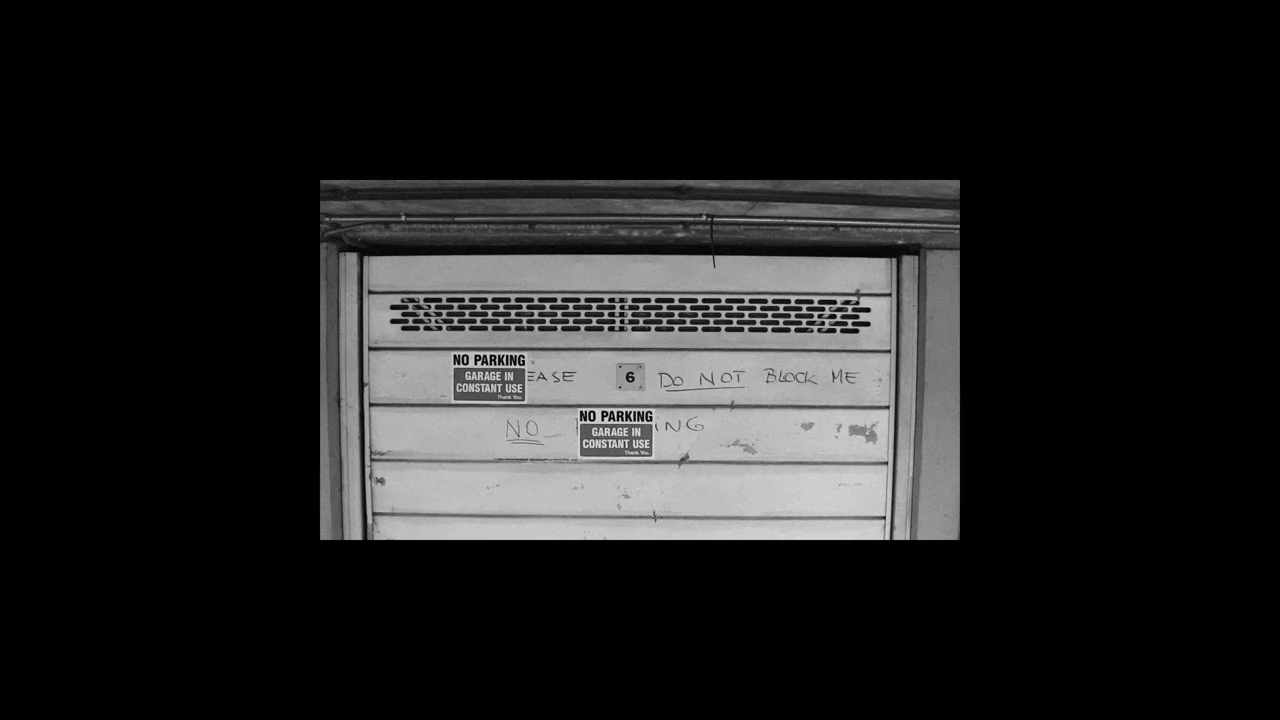 NO PARKING
GARAGE IN
CONSTANT USE
Thank You.
EASE
6
DO NOT BLOCK ME
NO
NO PARKING
GARAGE IN
CONSTANT USE
Thank You.
ING